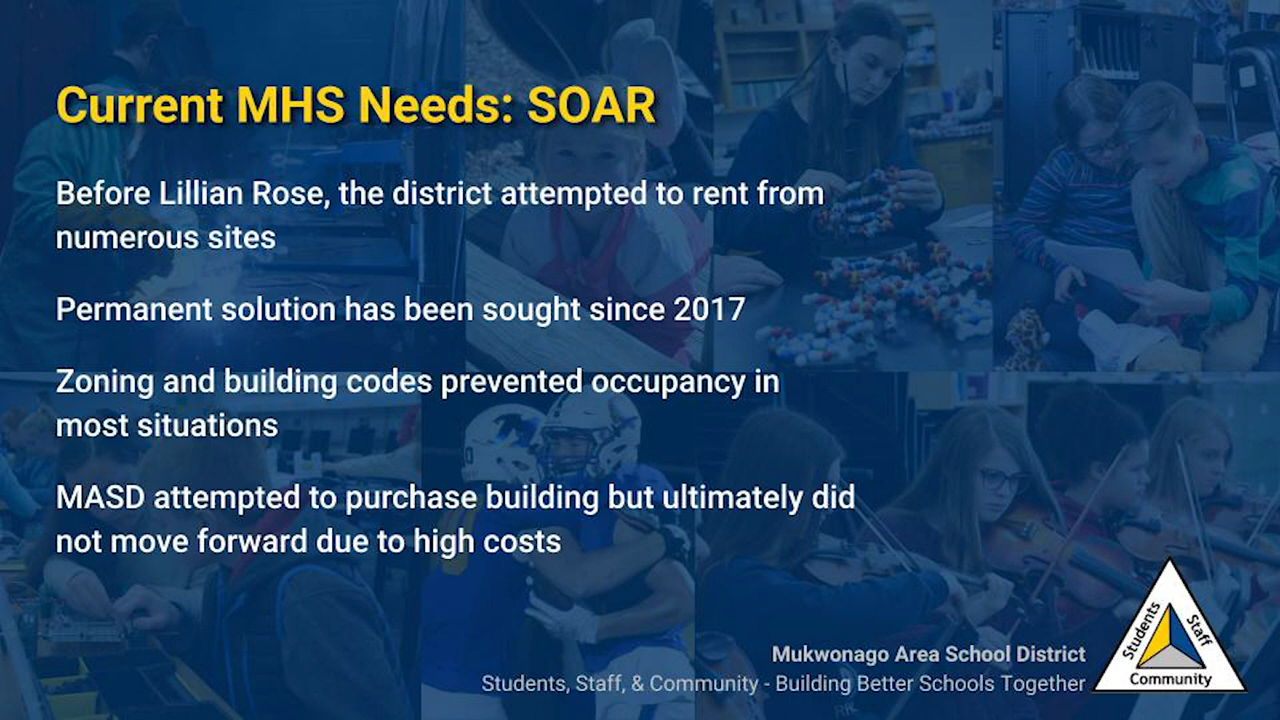 Current MHS Needs: SOAR
Before Lillian Rose, the district attempted to rent from
numerous sites
Permanent solution has been sought since 2017
Zoning and building codes prevented occupancy in
most situations
MASD attempted to purchase building but ultimately did
not move forward due to high costs
Mukwonago Area School District
Students, Staff, & Community - Building Better Schools Together
Students
Staff
Community